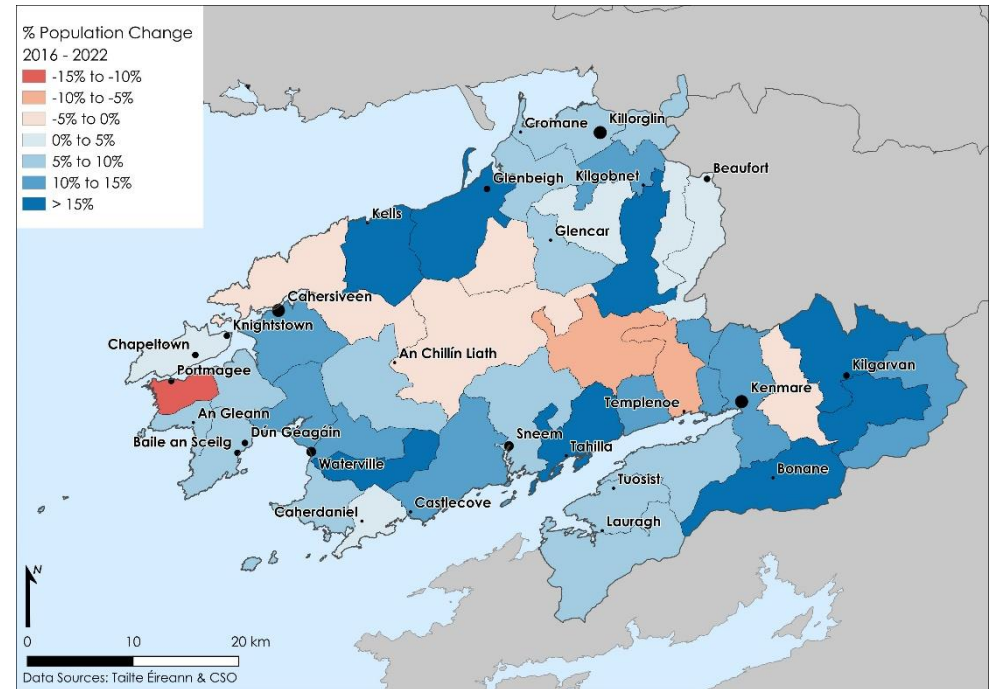 % Population Change
2016 - 2022
-15% to -10%
-10% to -5%
-5% to 0%
0% to 5%
5% to 10%
10% to 15%
> 15%
Cromane
Killorglin
Beaufort
Glenbeigh
Kilgobnet
Kells
Glencar
Cahersiveen
Knightstown
Chapeltown
An Chillín Liath
Portmagee
Kilgarvan
Kenmare
An Gleann
Templenoe
Dún Geagáin
Baile an Sceilg
Sneem
Tahilla
Waterville
Bonane
Tuosist
Castlecove
Caherdaniel
Lauragh
N
0 10 20 km
Data Sources: Tailte Éireann & CSO